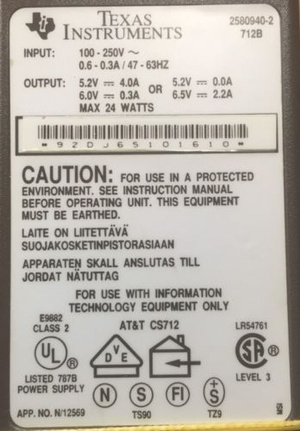 TEXAS INSTRUMENTS
2580940-2
712B
INPUT: 100 - 250V ~
0.6 - 0.3A / 47 - 63HZ
OUTPUT: 5.2V ⎓ 4.0A OR 5.2V ⎓ 0.0A
6.0V ⎓ 0.3A 6.5V ⎓ 2.2A
MAX 24 WATTS
*9ZDJ65101610*
CAUTION: FOR USE IN A PROTECTED
ENVIRONMENT. SEE INSTRUCTION MANUAL
BEFORE OPERATING UNIT. THIS EQUIPMENT
MUST BE EARTHED.
LAITE ON LIITETTÄVÄ
SUOJAKOSKETINPISTORASIAAN
APPARATEN SKALL ANSLUTAS TILL
JORDAT NÄTUTTAG
FOR USE WITH INFORMATION
TECHNOLOGY EQUIPMENT ONLY
E9882
CLASS 2
AT&T CS712
LR54761
UL
VDE
SA
LISTED 787B
POWER SUPPLY
LEVEL 3
N S FI +S
APP. NO. N/12569
TS90
TZ9